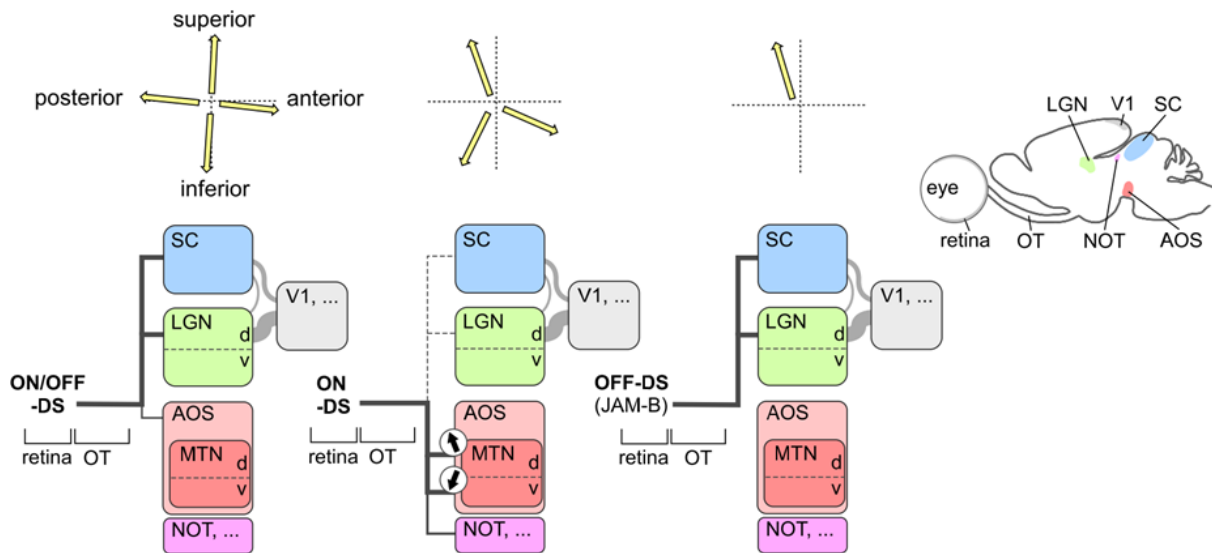 superior
posterior
anterior
inferior
LGN
V1
SC
eye
retina
OT
NOT
AOS
SC
V1, ...
LGN
d
v
ON/OFF
-DS
AOS
MTN
d
v
retina
OT
NOT, ...
SC
V1, ...
LGN
d
v
ON
-DS
AOS
MTN
d
v
retina
OT
NOT, ...
SC
V1, ...
LGN
d
v
OFF-DS
(JAM-B)
AOS
MTN
d
v
retina
OT
NOT, ...